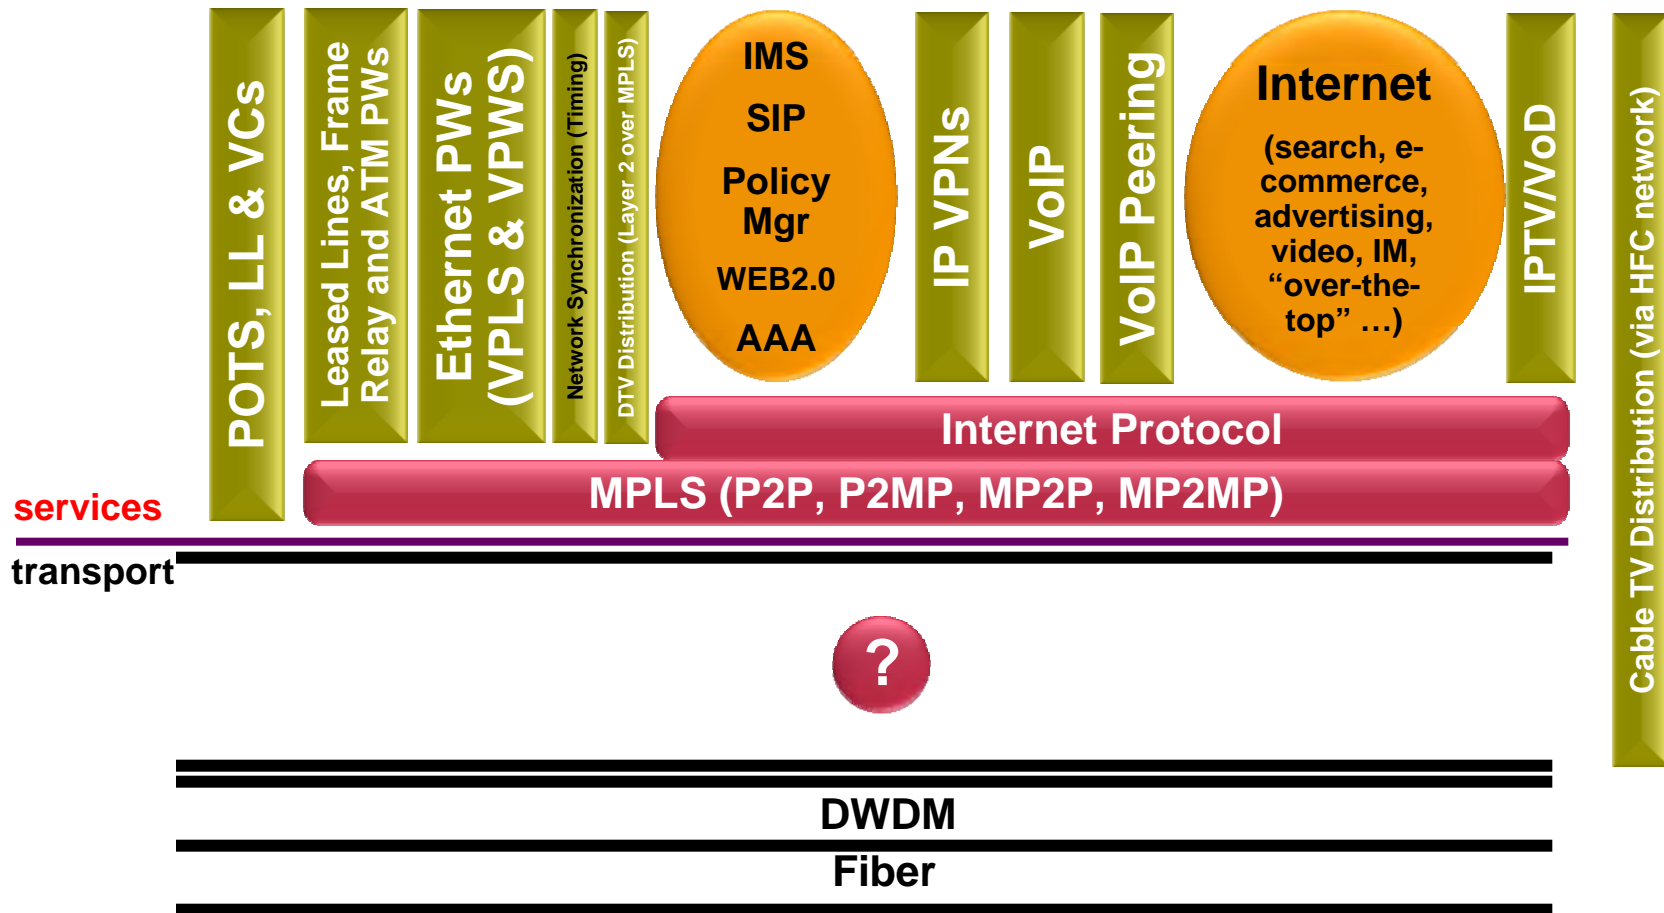 POTS, LL & VCs
Leased Lines, Frame
Relay and ATM PWs
Ethernet PWs
(VPLS & VPWS)
Network Synchronization (Timing)
DTV Distribution (Layer 2 over MPLS)
IMS
SIP
Policy
Mgr
WEB2.0
AAA
IP VPNs
VoIP
VoIP Peering
Internet
(search, e-
commerce,
advertising,
video, IM,
“over-the-
top” …)
IPTV/VoD
Cable TV Distribution (via HFC network)
Internet Protocol
MPLS (P2P, P2MP, MP2P, MP2MP)
services
transport
?
DWDM
Fiber